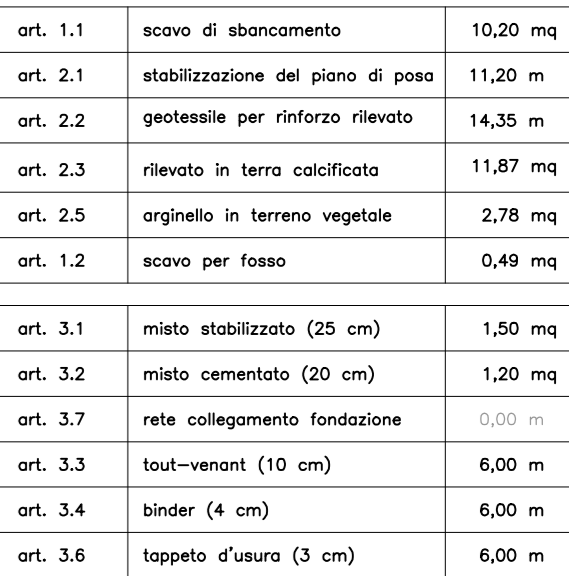 art. 1.1 scavo di sbancamento 10,20 mq
art. 2.1 stabilizzazione del piano di posa 11,20 m
art. 2.2 geotessile per rinforzo rilevato 14,35 m
art. 2.3 rilevato in terra calcificata 11,87 mq
art. 2.5 arginello in terreno vegetale 2,78 mq
art. 1.2 scavo per fosso 0,49 mq
art. 3.1 misto stabilizzato (25 cm) 1,50 mq
art. 3.2 misto cementato (20 cm) 1,20 mq
art. 3.7 rete collegamento fondazione 0,00 m
art. 3.3 tout-venant (10 cm) 6,00 m
art. 3.4 binder (4 cm) 6,00 m
art. 3.6 tappeto d'usura (3 cm) 6,00 m